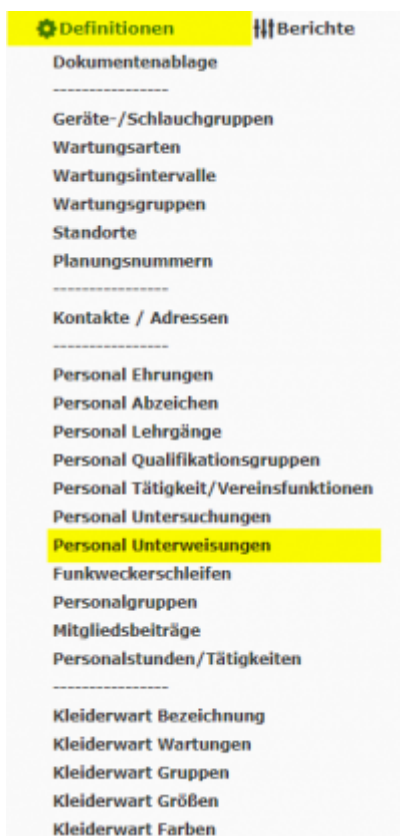 Definitionen Berichte
Dokumentenablage
----------------
Geräte-/Schlauchgruppen
Wartungsarten
Wartungsintervalle
Wartungsgruppen
Standorte
Planungsnummern
----------------
Kontakte / Adressen
----------------
Personal Ehrungen
Personal Abzeichen
Personal Lehrgänge
Personal Qualifikationsgruppen
Personal Tätigkeit/Vereinsfunktionen
Personal Untersuchungen
Personal Unterweisungen
Funkweckerschleifen
Personalgruppen
Mitgliedsbeiträge
Personalstunden/Tätigkeiten
----------------
Kleiderwart Bezeichnung
Kleiderwart Wartungen
Kleiderwart Gruppen
Kleiderwart Größen
Kleiderwart Farben